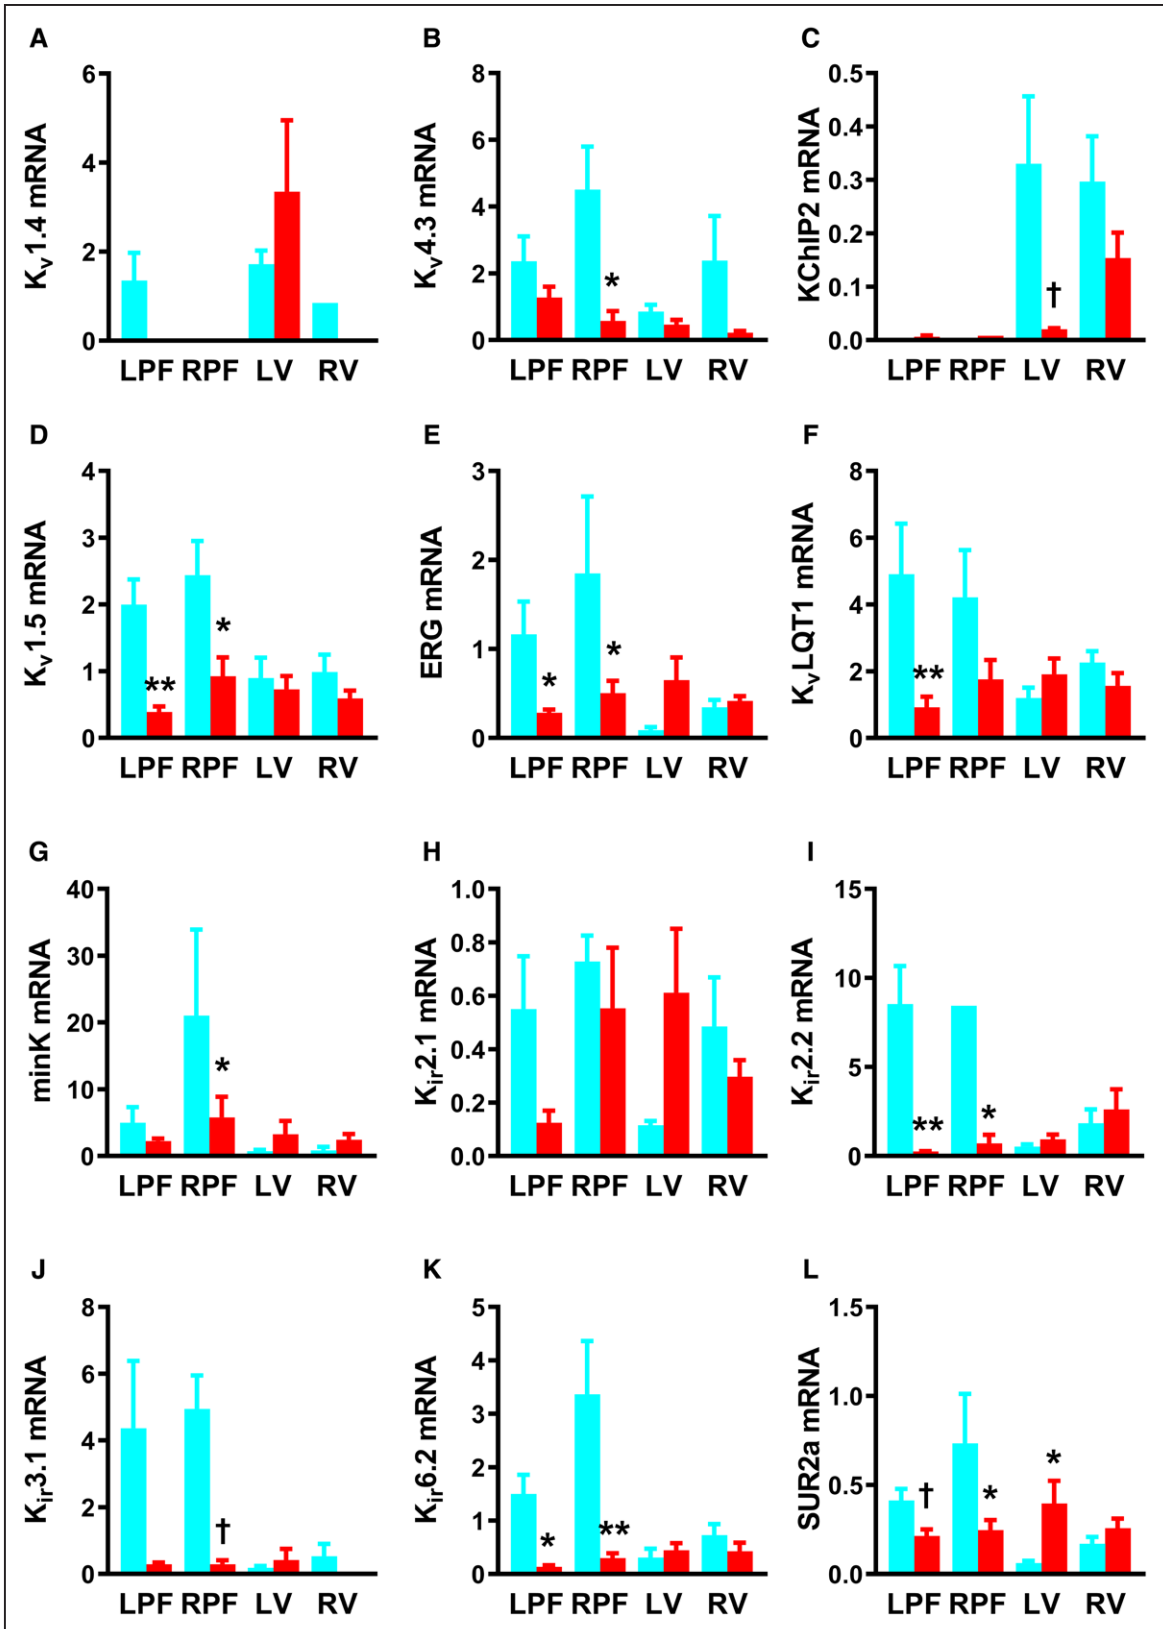 A
B
C
Kv1.4 mRNA
6
4
2
0
LPF RPF LV RV
Kv4.3 mRNA
8
6
4
2
0
*
LPF RPF LV RV
KChIP2 mRNA
0.5
0.4
0.3
0.2
0.1
0.0
†
LPF RPF LV RV
D
E
F
Kv1.5 mRNA
4
3
2
1
0
** *
LPF RPF LV RV
ERG mRNA
3
2
1
0
* *
LPF RPF LV RV
KvLQT1 mRNA
8
6
4
2
0
**
LPF RPF LV RV
G
H
I
minK mRNA
40
30
20
10
0
*
LPF RPF LV RV
Kir2.1 mRNA
1.0
0.8
0.6
0.4
0.2
0.0
LPF RPF LV RV
Kir2.2 mRNA
15
10
5
0
** *
LPF RPF LV RV
J
K
L
Kir3.1 mRNA
8
6
4
2
0
†
LPF RPF LV RV
Kir6.2 mRNA
5
4
3
2
1
0
* **
LPF RPF LV RV
SUR2a mRNA
1.5
1.0
0.5
0.0
† * *
LPF RPF LV RV